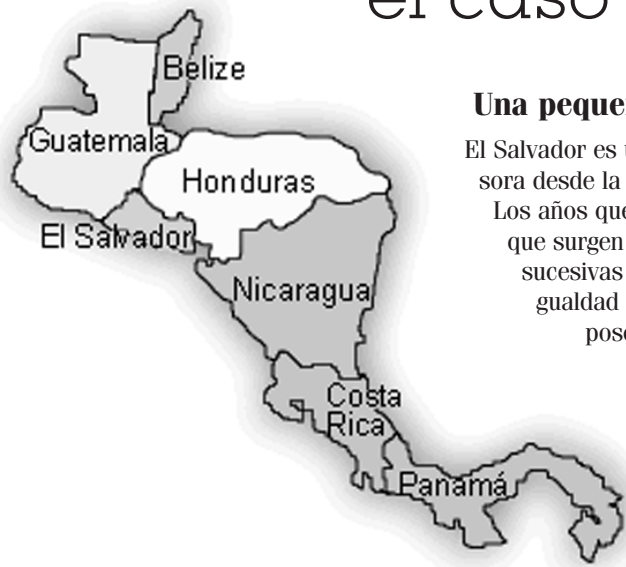 el caso
Una peque
El Salvador es
sora desde la
Los años que
que surgen
sucesivas
gualdad
Belize
Guatemala
Honduras
El Salvador
Nicaragua
Costa
Rica
Panamá